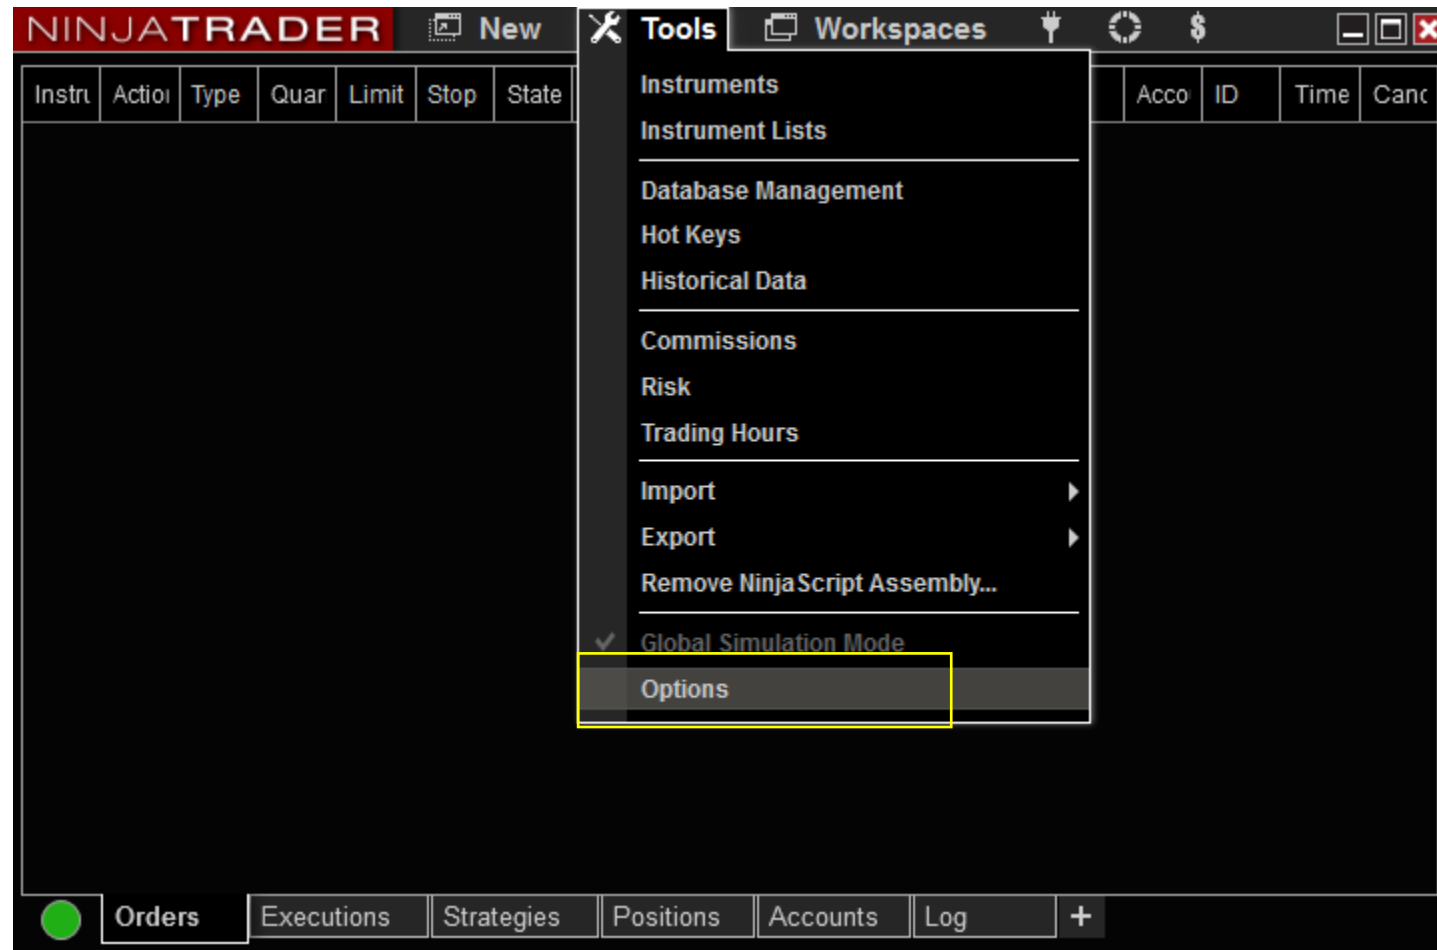 NINJATRADER New Tools Workspaces $
Instru Action Type Quar Limit Stop State Acco ID Time Canc
Instruments
Instrument Lists
Database Management
Hot Keys
Historical Data
Commissions
Risk
Trading Hours
Import
Export
Remove NinjaScript Assembly...
Global Simulation Mode
Options
Orders Executions Strategies Positions Accounts Log +